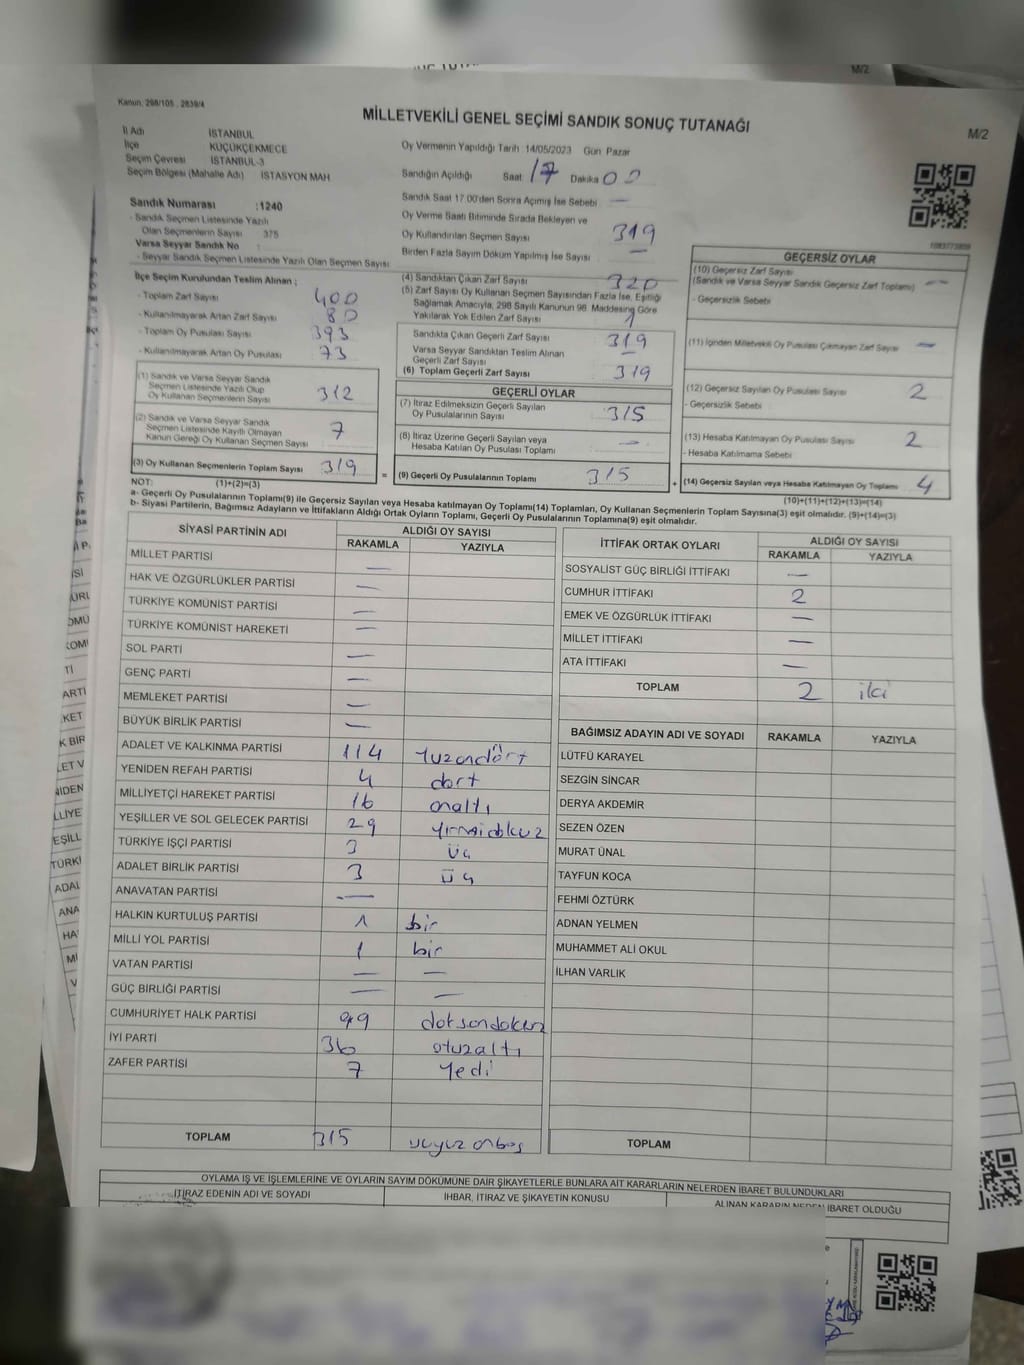 M/2
Kanun, 298/105 , 2839/4
MİLLETVEKİLİ GENEL SEÇİMİ SANDIK SONUÇ TUTANAĞI
M/2
İl Adı İSTANBUL
İlçe KÜÇÜKÇEKMECE
Seçim Çevresi İSTANBUL-3
Seçim Bölgesi (Mahalle Adı) İSTASYON MAH.
Oy Vermenin Yapıldığı Tarih :14/05/2023 Gün Pazar
Sandığın Açıldığı Saat 17 Dakika 00
Sandık Saat 17.00'den Sonra Açımış İse Sebebi —
Sandık Numarası :1240
- Sandık Seçmen Listesinde Yazılı
Olan Seçmenlerin Sayısı 375
Varsa Seyyar Sandık No :
- Seyyar Sandık Seçmen Listesinde Yazılı Olan Seçmen Sayısı
Oy Verme Saati Bitiminde Sırada Bekleyen ve
Oy Kullandırılan Seçmen Sayısı 319
Birden Fazla Sayım Döküm Yapılmış İse Sayısı —
İlçe Seçim Kurulundan Teslim Alınan ;
- Toplam Zarf Sayısı 400
- Kullanılmayarak Artan Zarf Sayısı 80
- Toplam Oy Pusulası Sayısı 393
- Kullanılmayarak Artan Oy Pusulası 73
(4) Sandıktan Çıkan Zarf Sayısı 320
(5) Zarf Sayısı Oy Kullanan Seçmen Sayısından Fazla İse, Eşitliği
Sağlamak Amacıyla, 298 Sayılı Kanunun 98. Maddesine Göre
Yakılarak Yok Edilen Zarf Sayısı 1
Sandıkta Çıkan Geçerli Zarf Sayısı 319
Varsa Seyyar Sandıktan Teslim Alınan
Geçerli Zarf Sayısı —
(6) Toplam Geçerli Zarf Sayısı 319
(1) Sandık ve Varsa Seyyar Sandık
Seçmen Listesinde Yazılı Olup
Oy Kullanan Seçmenlerin Sayısı 312
(2) Sandık ve Varsa Seyyar Sandık
Seçmen Listesinde Kayıtlı Olmayan
Kanun Gereği Oy Kullanan Seçmen Sayısı 7
(3) Oy Kullanan Seçmenlerin Toplam Sayısı 319
GEÇERLİ OYLAR
(7) İtiraz Edilmeksizin Geçerli Sayılan
Oy Pusulalarının Sayısı 315
(8) İtiraz Üzerine Geçerli Sayılan veya
Hesaba Katılan Oy Pusulası Toplamı —
= (9) Geçerli Oy Pusulalarının Toplamı 315 +
GEÇERSİZ OYLAR
(10) Geçersiz Zarf Sayısı
(Sandık ve Varsa Seyyar Sandık Geçersiz Zarf Toplamı) —
- Geçersizlik Sebebi
(11) İçinden Milletvekili Oy Pusulası Çıkmayan Zarf Sayısı —
(12) Geçersiz Sayılan Oy Pusulası Sayısı 2
- Geçersizlik Sebebi :
(13) Hesaba Katılmayan Oy Pusulası Sayısı 2
- Hesaba Katılmama Sebebi
(14) Geçersiz Sayılan veya Hesaba Katılmayan Oy Toplamı 4
NOT: (1)+(2)=(3)
(10)+(11)+(12)+(13)=(14)
a- Geçerli Oy Pusulalarının Toplamı(9) ile Geçersiz Sayılan veya Hesaba katılmayan Oy Toplamı(14) Toplamları, Oy Kullanan Seçmenlerin Toplam Sayısına(3) eşit olmalıdır. (9)+(14)=(3)
b- Siyasi Partilerin, Bağımsız Adayların ve İttifakların Aldığı Ortak Oyların Toplamı, Geçerli Oy Pusulalarının Toplamına(9) eşit olmalıdır.
SİYASİ PARTİNİN ADI ALDIĞI OY SAYISI
RAKAMLA YAZIYLA
MİLLET PARTİSİ —
HAK VE ÖZGÜRLÜKLER PARTİSİ —
TÜRKİYE KOMÜNİST PARTİSİ —
TÜRKİYE KOMÜNİST HAREKETİ —
SOL PARTİ —
GENÇ PARTİ —
MEMLEKET PARTİSİ —
BÜYÜK BİRLİK PARTİSİ —
ADALET VE KALKINMA PARTİSİ 114 Yüzondört
YENİDEN REFAH PARTİSİ 4 dört
MİLLİYETÇİ HAREKET PARTİSİ 16 onaltı
YEŞİLLER VE SOL GELECEK PARTİSİ 29
TÜRKİYE İŞÇİ PARTİSİ 3 üç
ADALET BİRLİK PARTİSİ 3 üç
ANAVATAN PARTİSİ —
HALKIN KURTULUŞ PARTİSİ 1 bir
MİLLİ YOL PARTİSİ 1 bir
VATAN PARTİSİ — —
GÜÇ BİRLİĞİ PARTİSİ — —
CUMHURİYET HALK PARTİSİ 99
İYİ PARTİ 36 otuzaltı
ZAFER PARTİSİ 7 Yedi
TOPLAM 315 üçyüz onbeş
İTTİFAK ORTAK OYLARI ALDIĞI OY SAYISI
RAKAMLA YAZIYLA
SOSYALİST GÜÇ BİRLİĞİ İTTİFAKI —
CUMHUR İTTİFAKI 2
EMEK VE ÖZGÜRLÜK İTTİFAKI —
MİLLET İTTİFAKI —
ATA İTTİFAKI —
TOPLAM 2 iki
BAĞIMSIZ ADAYIN ADI VE SOYADI RAKAMLA YAZIYLA
LÜTFÜ KARAYEL
SEZGİN SİNCAR
DERYA AKDEMİR
SEZEN ÖZEN
MURAT ÜNAL
TAYFUN KOCA
FEHMİ ÖZTÜRK
ADNAN YELMEN
MUHAMMET ALİ OKUL
İLHAN VARLIK
TOPLAM
OYLAMA İŞ VE İŞLEMLERİNE VE OYLARIN SAYIM DÖKÜMÜNE DAİR ŞİKAYETLERLE BUNLARA AİT KARARLARIN NELERDEN İBARET BULUNDUKLARI
İTİRAZ EDENİN ADI VE SOYADI İHBAR, İTİRAZ VE ŞİKAYETİN KONUSU ALINAN KARARIN NEDEN İBARET OLDUĞU